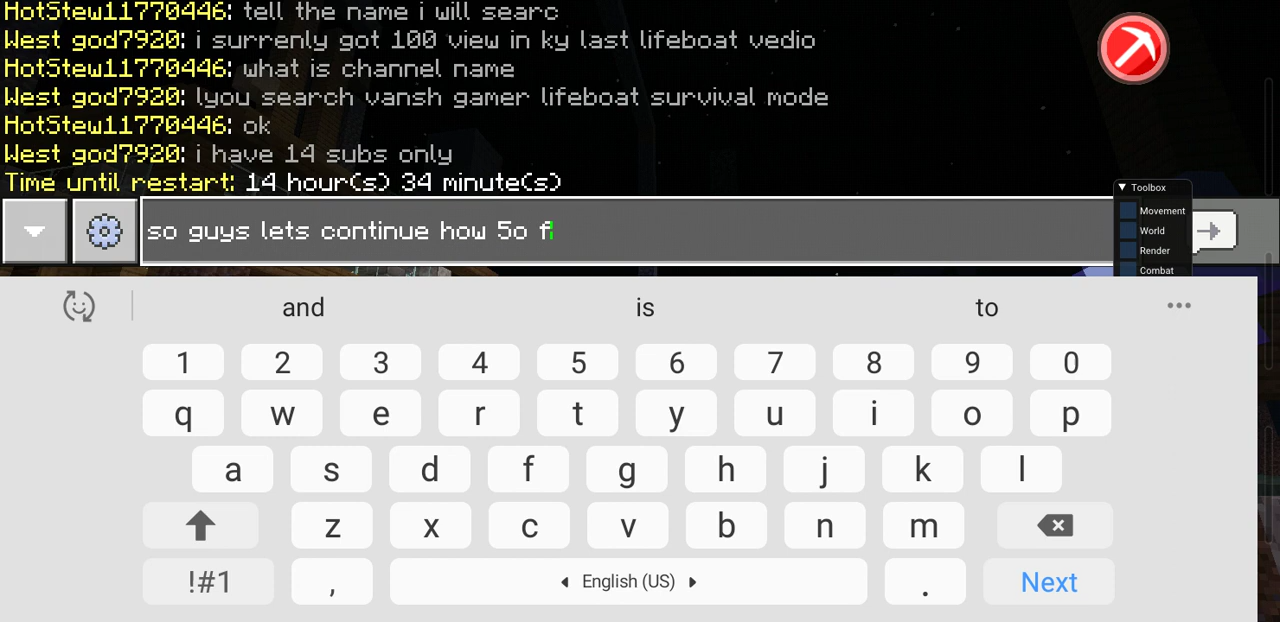 HotStew11770446: tell the name i will searc
West god7920: i surrenly got 100 view in ky last lifeboat vedio
HotStew11770446: what is channel name
West god7920: lyou search vansh gamer lifeboat survival mode
HotStew11770446: ok
West god7920: i have 14 subs only
Time until restart: 14 hour(s) 34 minute(s)
▼ Toolbox
Movement
World
Render
Combat
so guys lets continue how 5o f
and is to
1 2 3 4 5 6 7 8 9 0
q w e r t y u i o p
a s d f g h j k l
z x c v b n m
!#1 , English (US) . Next